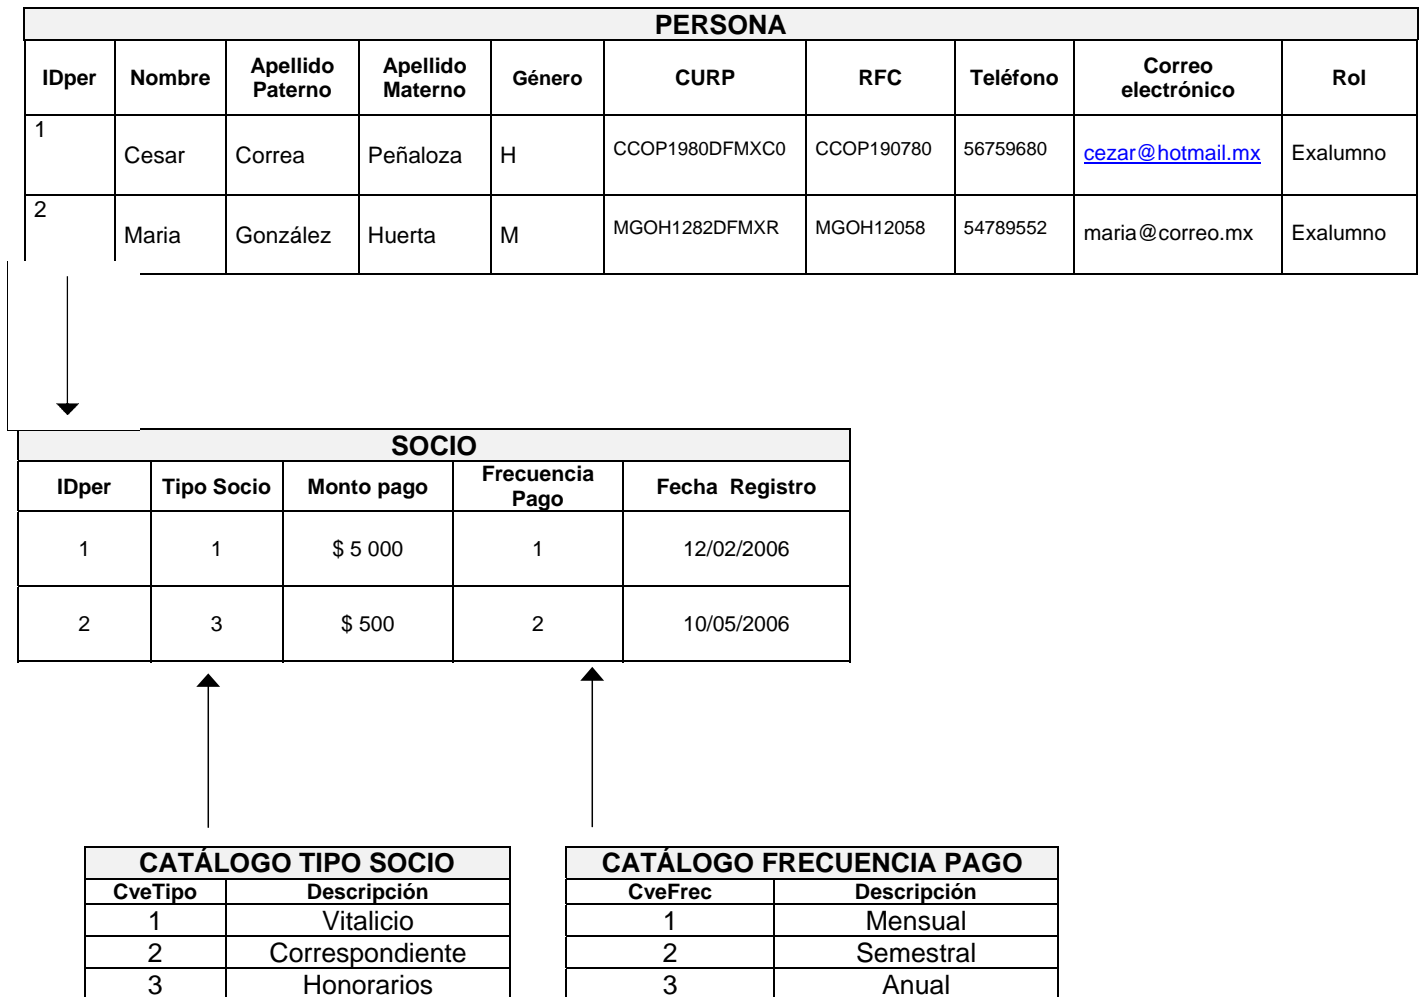 PERSONA
IDper Nombre Apellido Paterno Apellido Materno Género CURP RFC Teléfono Correo electrónico Rol
1 Cesar Correa Peñaloza H CCOP1980DFMXC0 CCOP190780 56759680 cezar@hotmail.mx Exalumno
2 Maria González Huerta M MGOH1282DFMXR MGOH12058 54789552 maria@correo.mx Exalumno
SOCIO
IDper Tipo Socio Monto pago Frecuencia Pago Fecha Registro
1 1 $ 5 000 1 12/02/2006
2 3 $ 500 2 10/05/2006
CATÁLOGO TIPO SOCIO
CveTipo Descripción
1 Vitalicio
2 Correspondiente
3 Honorarios
CATÁLOGO FRECUENCIA PAGO
CveFrec Descripción
1 Mensual
2 Semestral
3 Anual